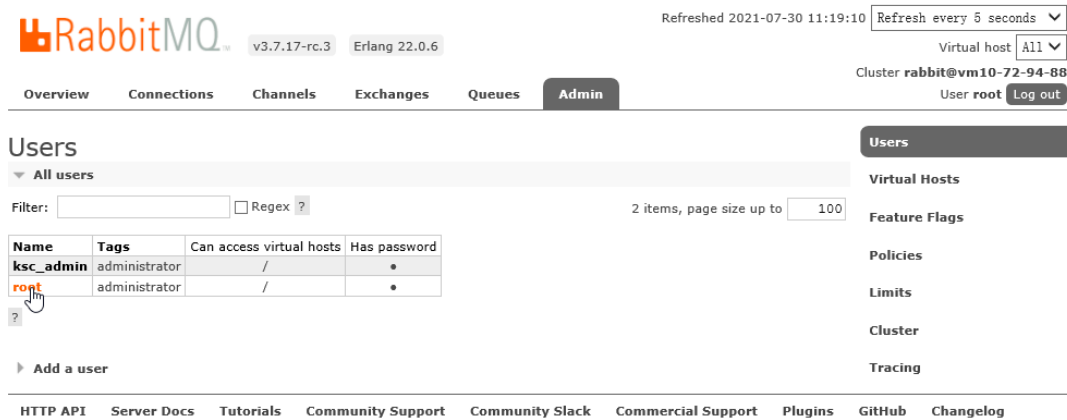 Refreshed 2021-07-30 11:19:10 Refresh every 5 seconds
RabbitMQ v3.7.17-rc.3 Erlang 22.0.6
Virtual host All
Cluster rabbit@vm10-72-94-88
User root Log out
Overview Connections Channels Exchanges Queues Admin
Users
All users
Filter: Regex ? 2 items, page size up to 100
Name Tags Can access virtual hosts Has password
ksc_admin administrator / ●
root administrator / ●
?
Add a user
Users
Virtual Hosts
Feature Flags
Policies
Limits
Cluster
Tracing
HTTP API Server Docs Tutorials Community Support Community Slack Commercial Support Plugins GitHub Changelog